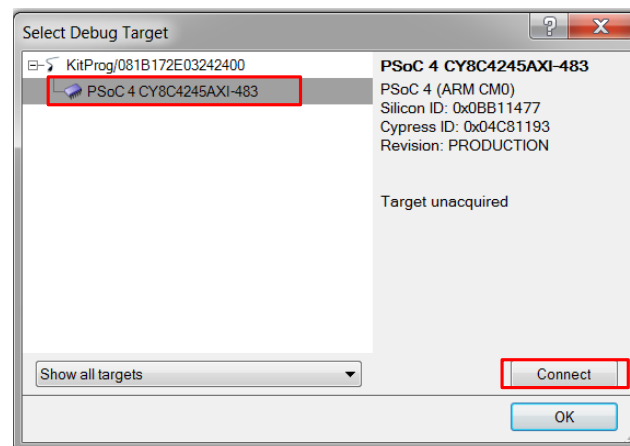 Select Debug Target
KitProg/081B172E03242400
PSoC 4 CY8C4245AXI-483
PSoC 4 CY8C4245AXI-483
PSoC 4 (ARM CM0)
Silicon ID: 0x0BB11477
Cypress ID: 0x04C81193
Revision: PRODUCTION
Target unacquired
Show all targets
Connect
OK